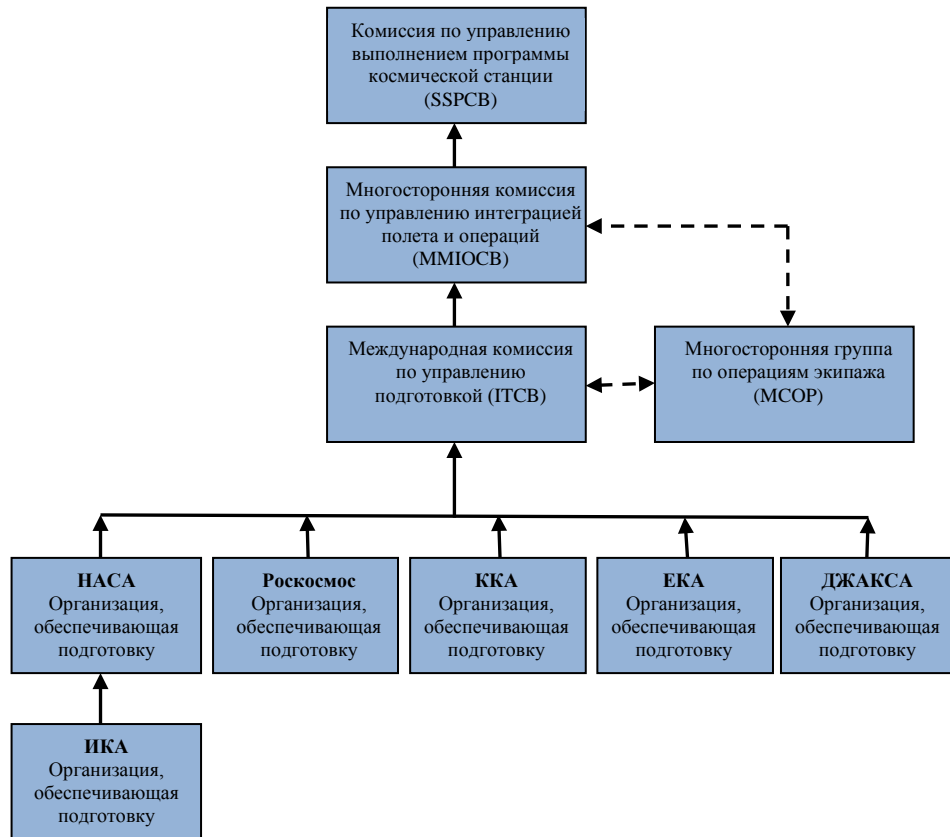 Комиссия по управлению
выполнением программы
космической станции
(SSPCB)
Многосторонняя комиссия
по управлению интеграцией
полета и операций
(MMIOCB)
Международная комиссия
по управлению
подготовкой (ITCB)
Многосторонняя группа
по операциям экипажа
(MCOP)
НАСА
Организация,
обеспечивающая
подготовку
Роскосмос
Организация,
обеспечивающая
подготовку
ККА
Организация,
обеспечивающая
подготовку
ЕКА
Организация,
обеспечивающая
подготовку
ДЖАКСА
Организация,
обеспечивающая
подготовку
ИКА
Организация,
обеспечивающая
подготовку